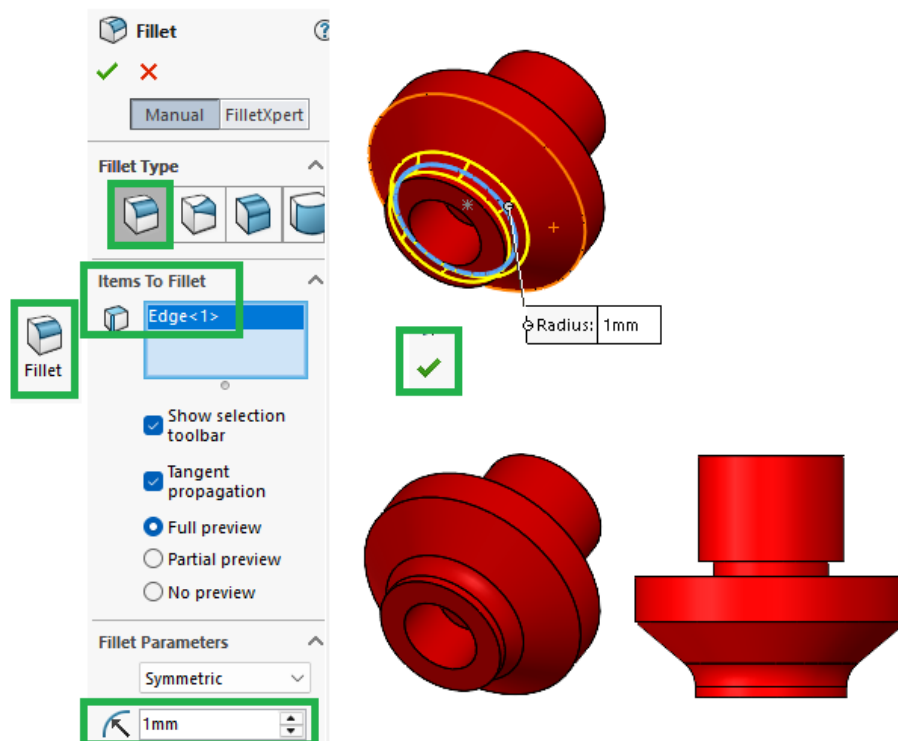 Fillet
Manual
FilletXpert
Fillet Type
Items To Fillet
Edge<1>
Fillet
Show selection
toolbar
Tangent
propagation
Full preview
Partial preview
No preview
Fillet Parameters
Symmetric
1mm
Radius: 1mm